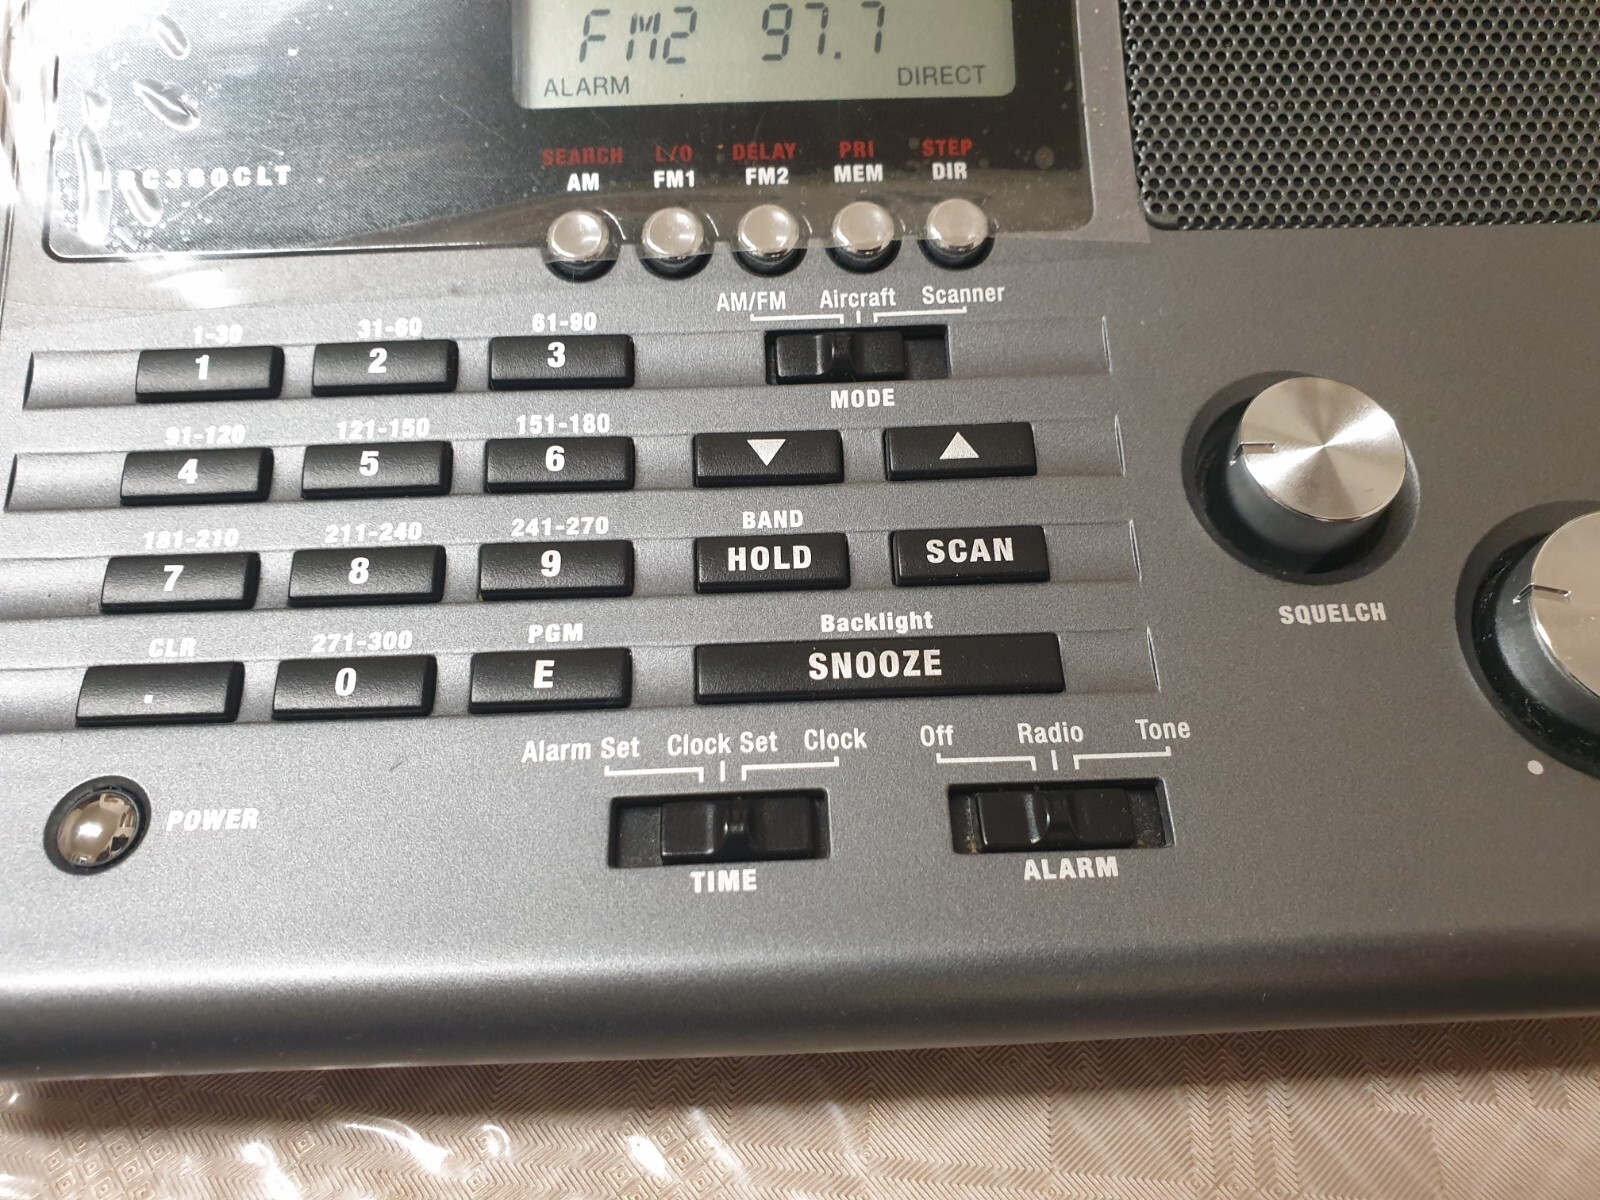 FM2 97.7
ALARM DIRECT
SEARCH L/O DELAY PRI STEP
AM FM1 FM2 MEM DIR
AM/FM Aircraft Scanner
1-30 31-60 61-90
1 2 3
MODE
91-120 121-150 151-180
4 5 6
181-210 211-240 241-270 BAND
7 8 9 HOLD SCAN
SQUELCH
CLR 271-300 PGM Backlight
. 0 E SNOOZE
Alarm Set Clock Set Clock Off Radio Tone
POWER
TIME ALARM